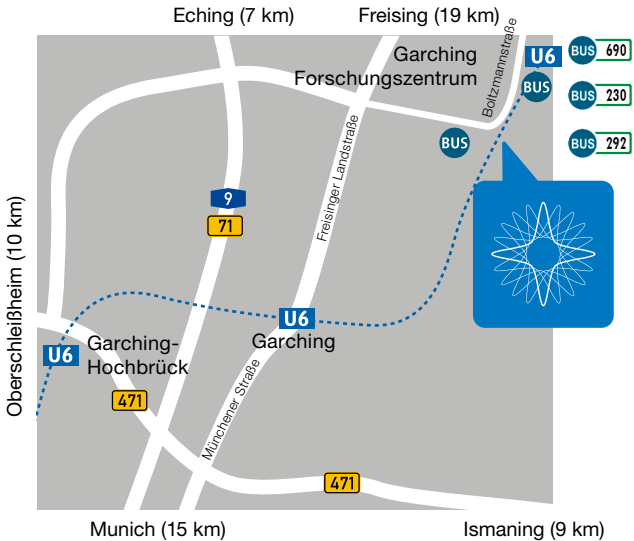 Eching (7 km)
Freising (19 km)
Garching
Forschungszentrum
Boltzmannstraße
U6
BUS 690
BUS
BUS 230
BUS
BUS 292
Freisinger Landstraße
9
71
Oberschleißheim (10 km)
U6
Garching
U6
Garching-
Hochbrück
Münchener Straße
471
471
Munich (15 km)
Ismaning (9 km)